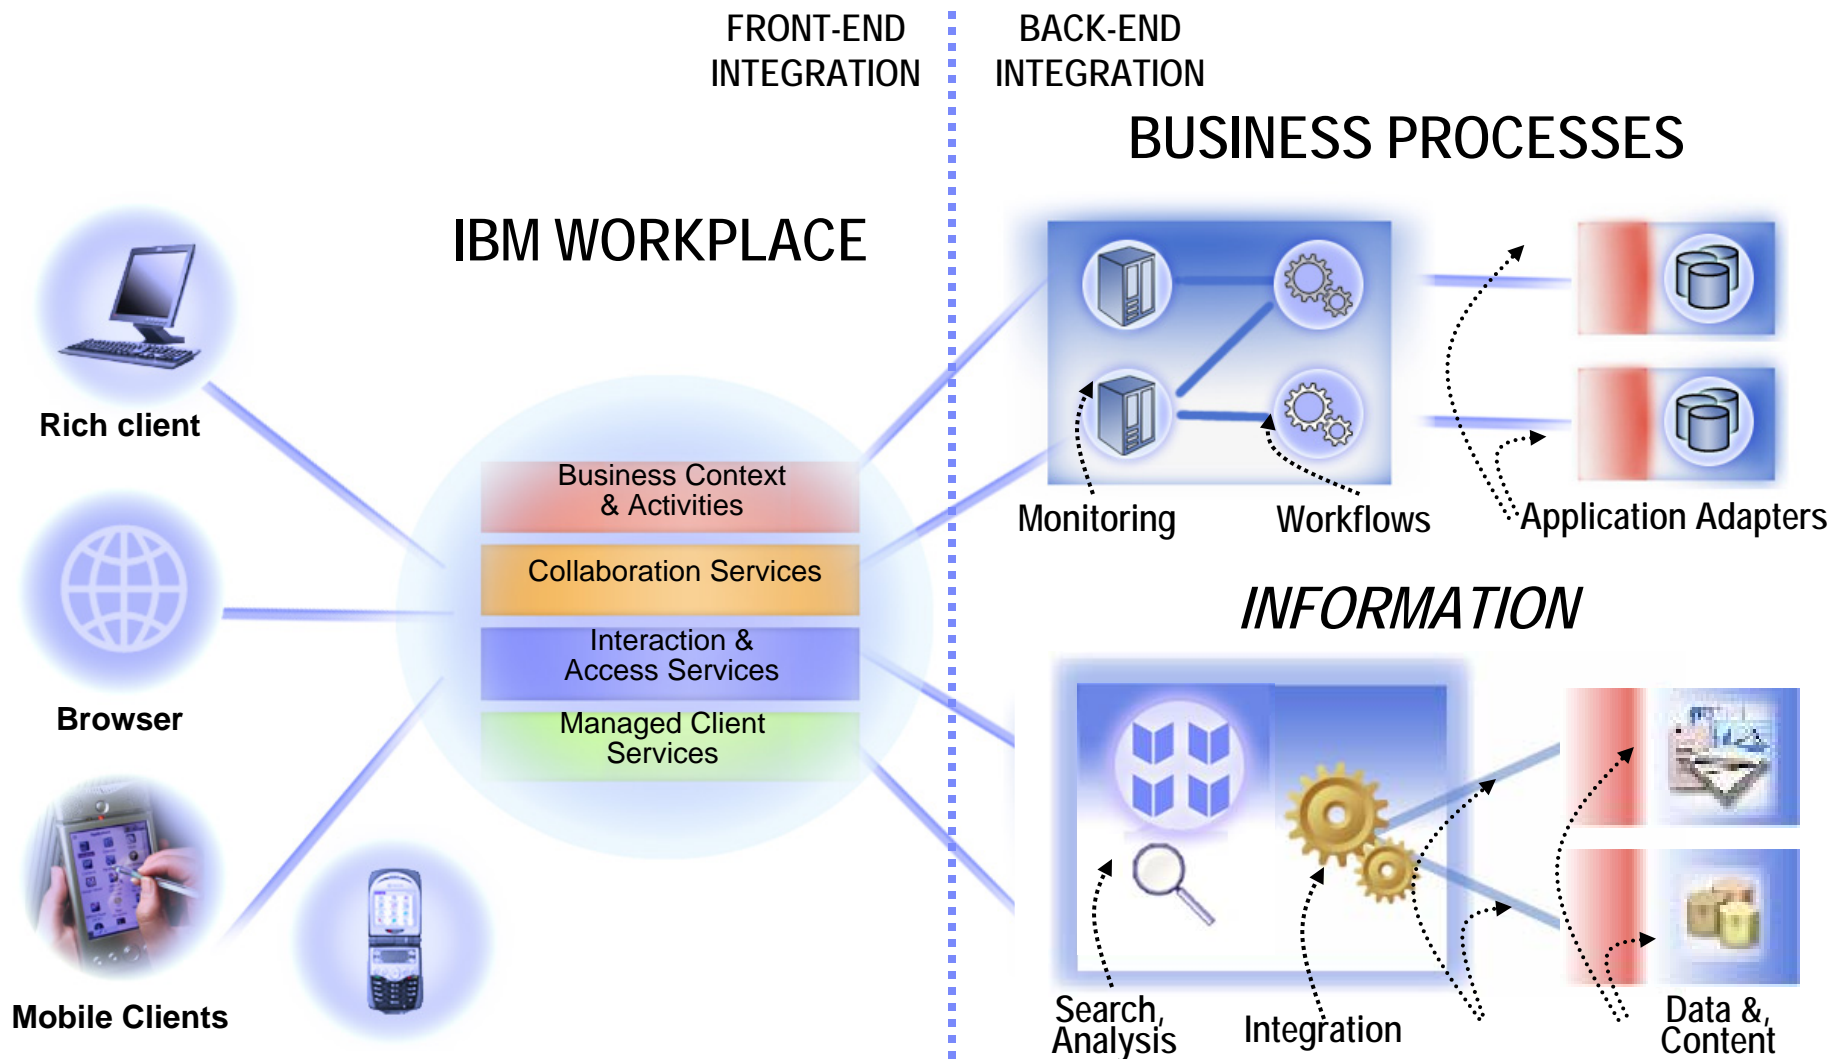 FRONT-END
INTEGRATION
BACK-END
INTEGRATION
BUSINESS PROCESSES
IBM WORKPLACE
Rich client
Business Context
& Activities
Collaboration Services
Interaction &
Access Services
Managed Client
Services
Browser
Mobile Clients
Monitoring
Workflows
Application Adapters
INFORMATION
Search,
Analysis
Integration
Data &,
Content